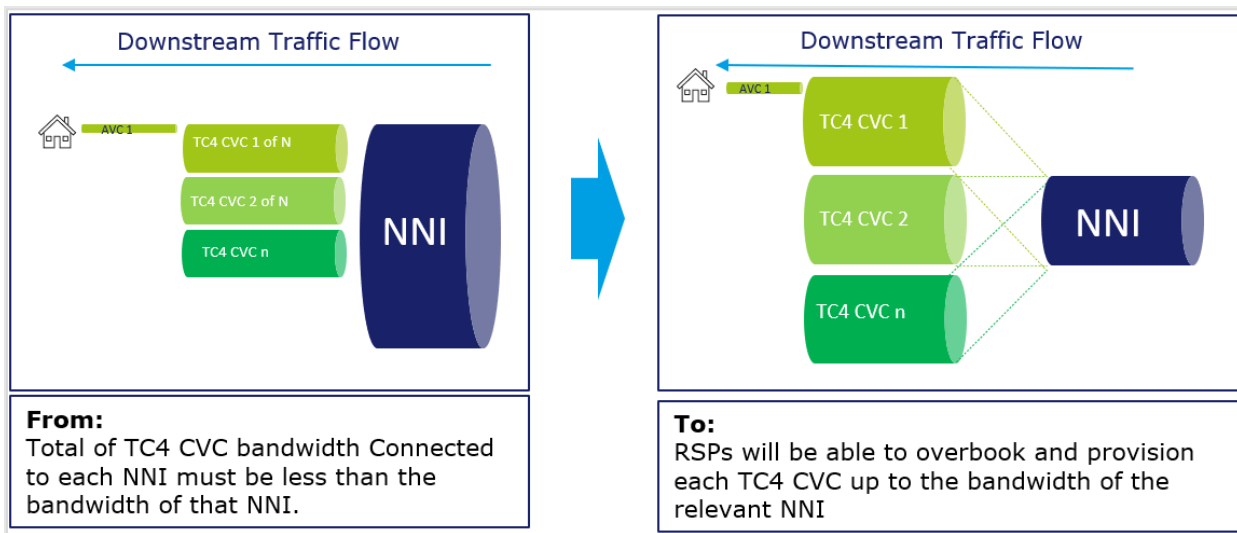 Downstream Traffic Flow
AVC 1
TC4 CVC 1 of N
TC4 CVC 2 of N
TC4 CVC n
NNI
From:
Total of TC4 CVC bandwidth Connected
to each NNI must be less than the
bandwidth of that NNI.
Downstream Traffic Flow
AVC 1
TC4 CVC 1
TC4 CVC 2
TC4 CVC n
NNI
To:
RSPs will be able to overbook and provision
each TC4 CVC up to the bandwidth of the
relevant NNI